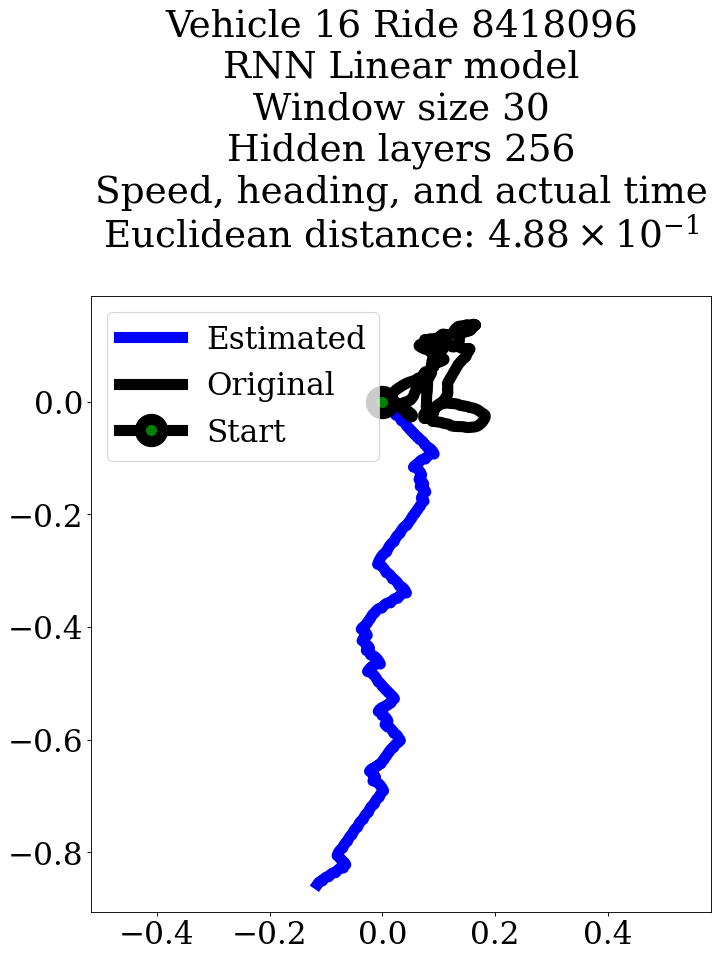 Vehicle 16 Ride 8418096
RNN Linear model
Window size 30
Hidden layers 256
Speed, heading, and actual time
Euclidean distance: 4.88 × 10⁻¹
Estimated
Original
Start
0.0
−0.2
−0.4
−0.6
−0.8
−0.4 −0.2 0.0 0.2 0.4